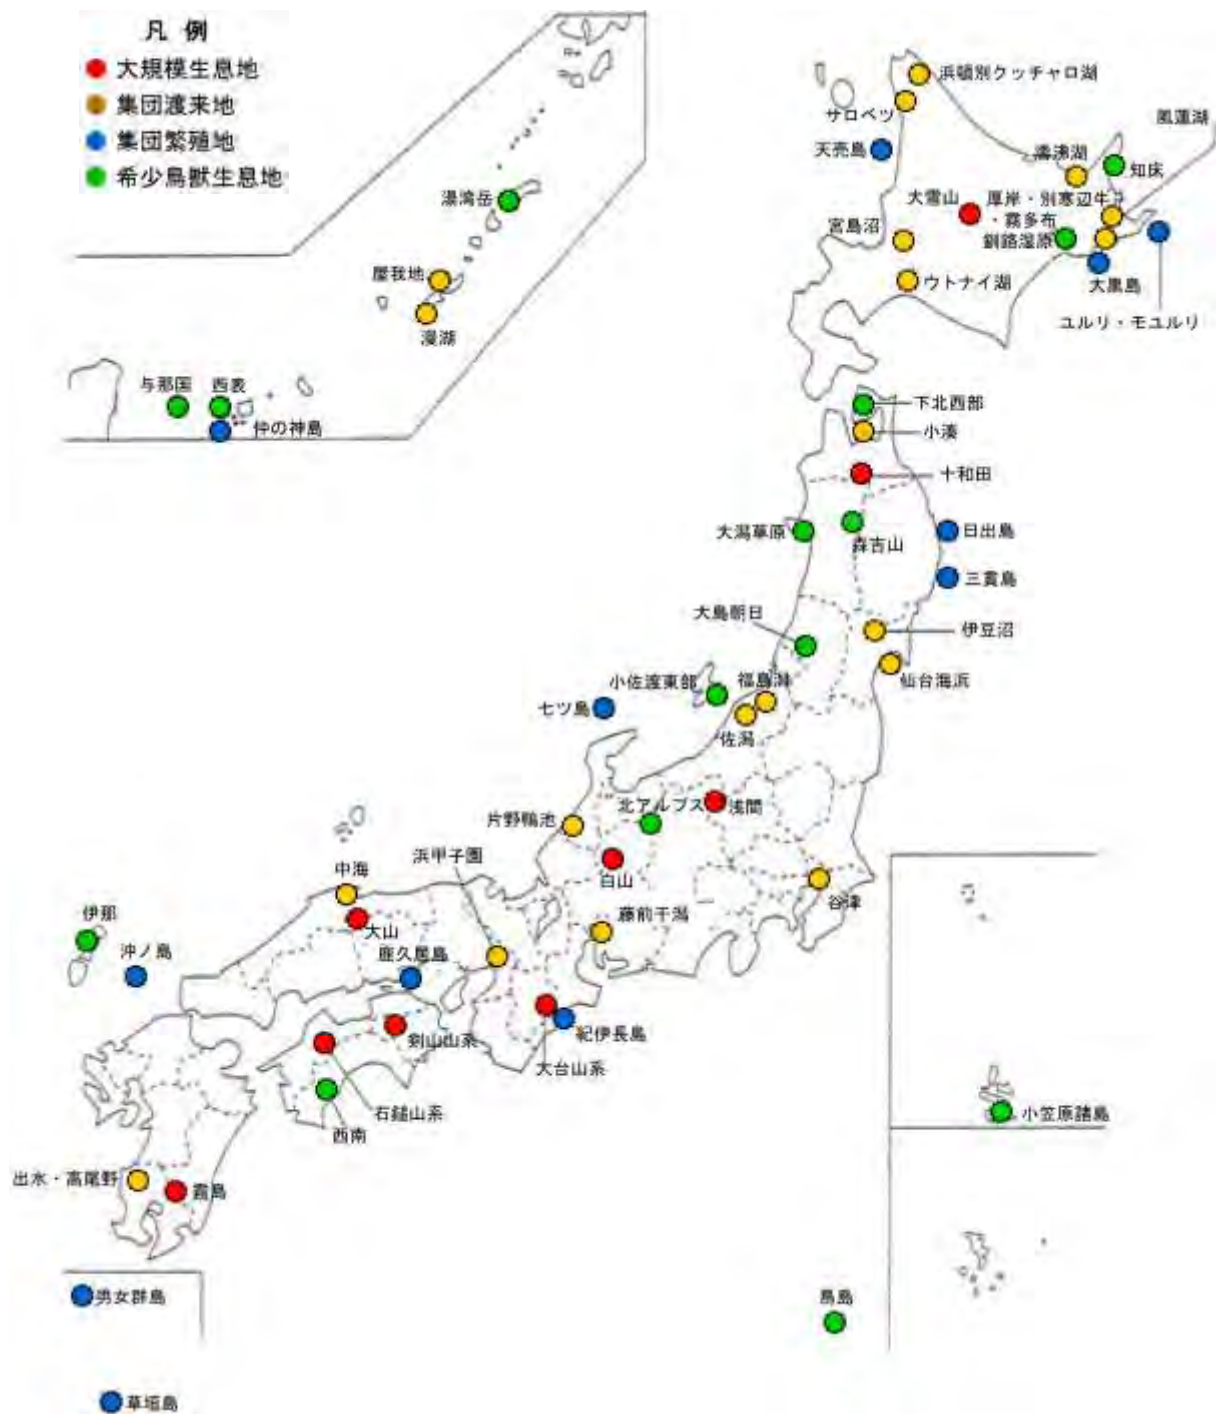 凡 例
大規模生息地
集団渡来地
集団繁殖地
希少鳥獣生息地
浜頓別クッチャロ湖
サロベツ
風蓮湖
天売島
濤沸湖
知床
湯湾岳
大雪山
厚岸・別寒辺牛
・霧多布
宮島沼
釧路湿原
屋我地
ウトナイ湖
大黒島
漫湖
ユルリ・モユルリ
与那国
西表
仲の神島
下北西部
小湊
十和田
大潟草原
森吉山
日出島
三貫島
大鳥朝日
伊豆沼
仙台海浜
小佐渡東部
福島潟
七ツ島
佐潟
北アルプス
浅間
片野鴨池
浜甲子園
中海
白山
谷津
伊那
大山
藤前干潟
沖ノ島
鹿久居島
紀伊長島
剣山山系
大台山系
石鎚山系
西南
小笠原諸島
出水・高尾野
霧島
男女群島
鳥島
草垣島